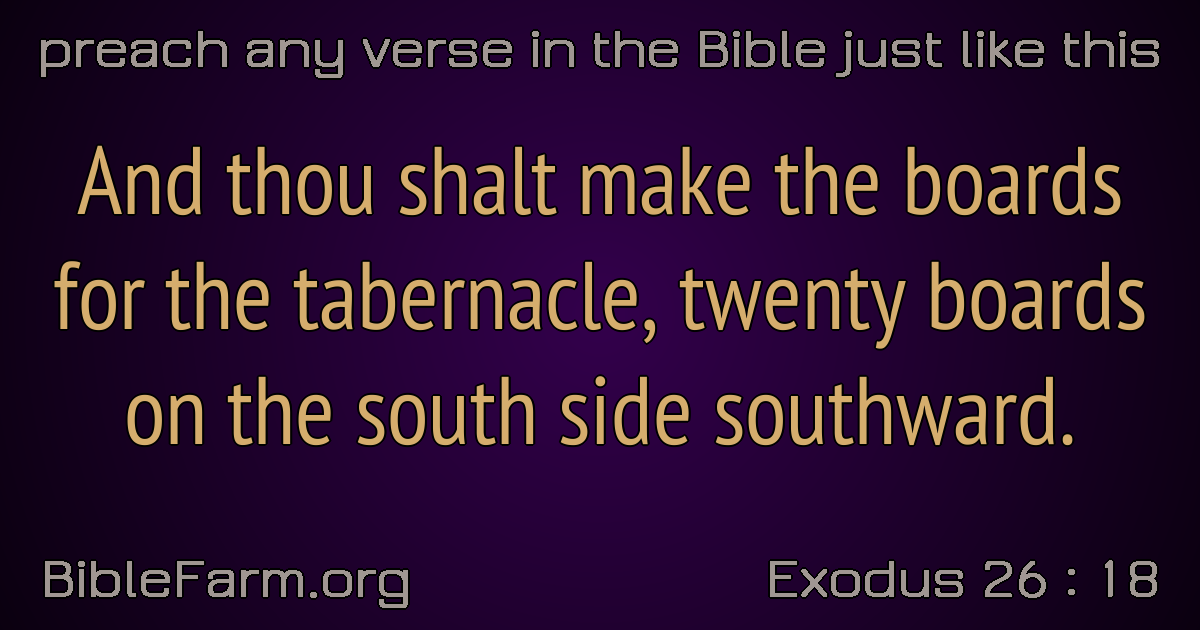 preach any verse in the Bible just like this
And thou shalt make the boards
for the tabernacle, twenty boards
on the south side southward.
BibleFarm.org
Exodus 26 : 18